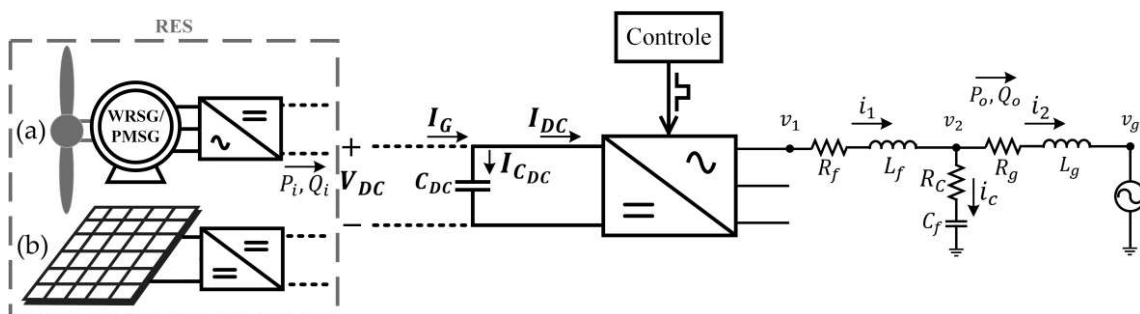 RES
Controle
(a)
WRSG/
PMSG
P_i, Q_i
+
V_DC
−
I_G
I_DC
I_C_DC
C_DC
v_1
i_1
R_f
L_f
v_2
P_o, Q_o
i_2
R_g
L_g
v_g
R_C
i_c
C_f
(b)